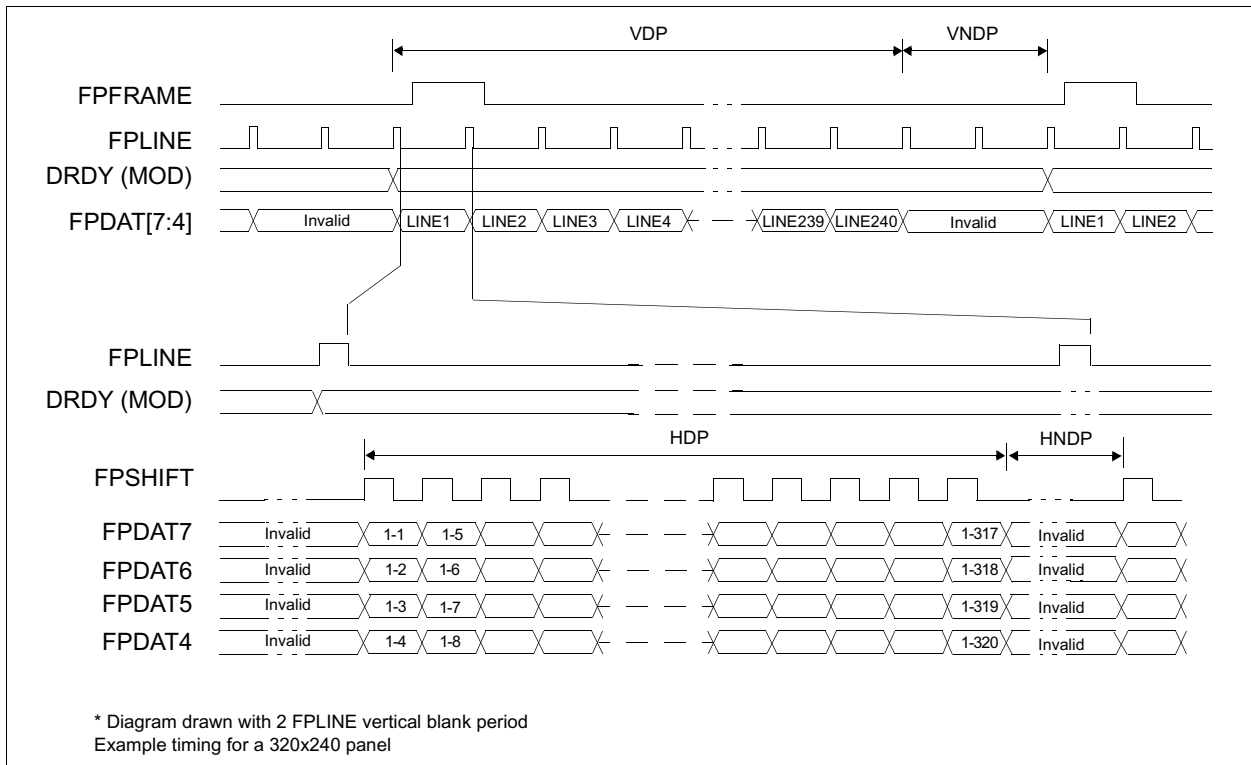 VDP VNDP
FPFRAME
FPLINE
DRDY (MOD)
FPDAT[7:4] Invalid LINE1 LINE2 LINE3 LINE4 LINE239 LINE240 Invalid LINE1 LINE2
FPLINE
DRDY (MOD)
HDP HNDP
FPSHIFT
FPDAT7 Invalid 1-1 1-5 1-317 Invalid
FPDAT6 Invalid 1-2 1-6 1-318 Invalid
FPDAT5 Invalid 1-3 1-7 1-319 Invalid
FPDAT4 Invalid 1-4 1-8 1-320 Invalid
* Diagram drawn with 2 FPLINE vertical blank period
Example timing for a 320x240 panel